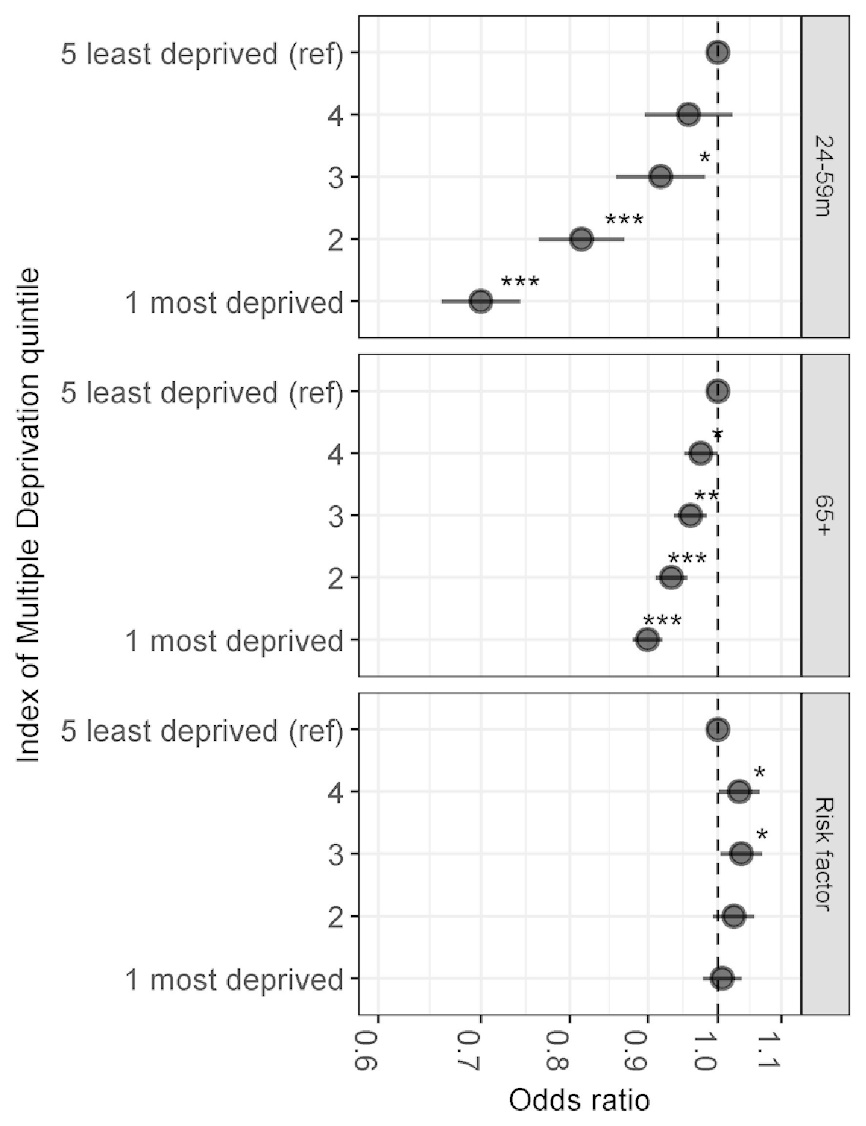 5 least deprived (ref)
4
3
*
2
***
1 most deprived
***
24-59m
5 least deprived (ref)
4
*
3
**
2
***
1 most deprived
***
65+
5 least deprived (ref)
4
*
3
*
2
1 most deprived
Risk factor
Index of Multiple Deprivation quintile
0.6
0.7
0.8
0.9
1.0
1.1
Odds ratio